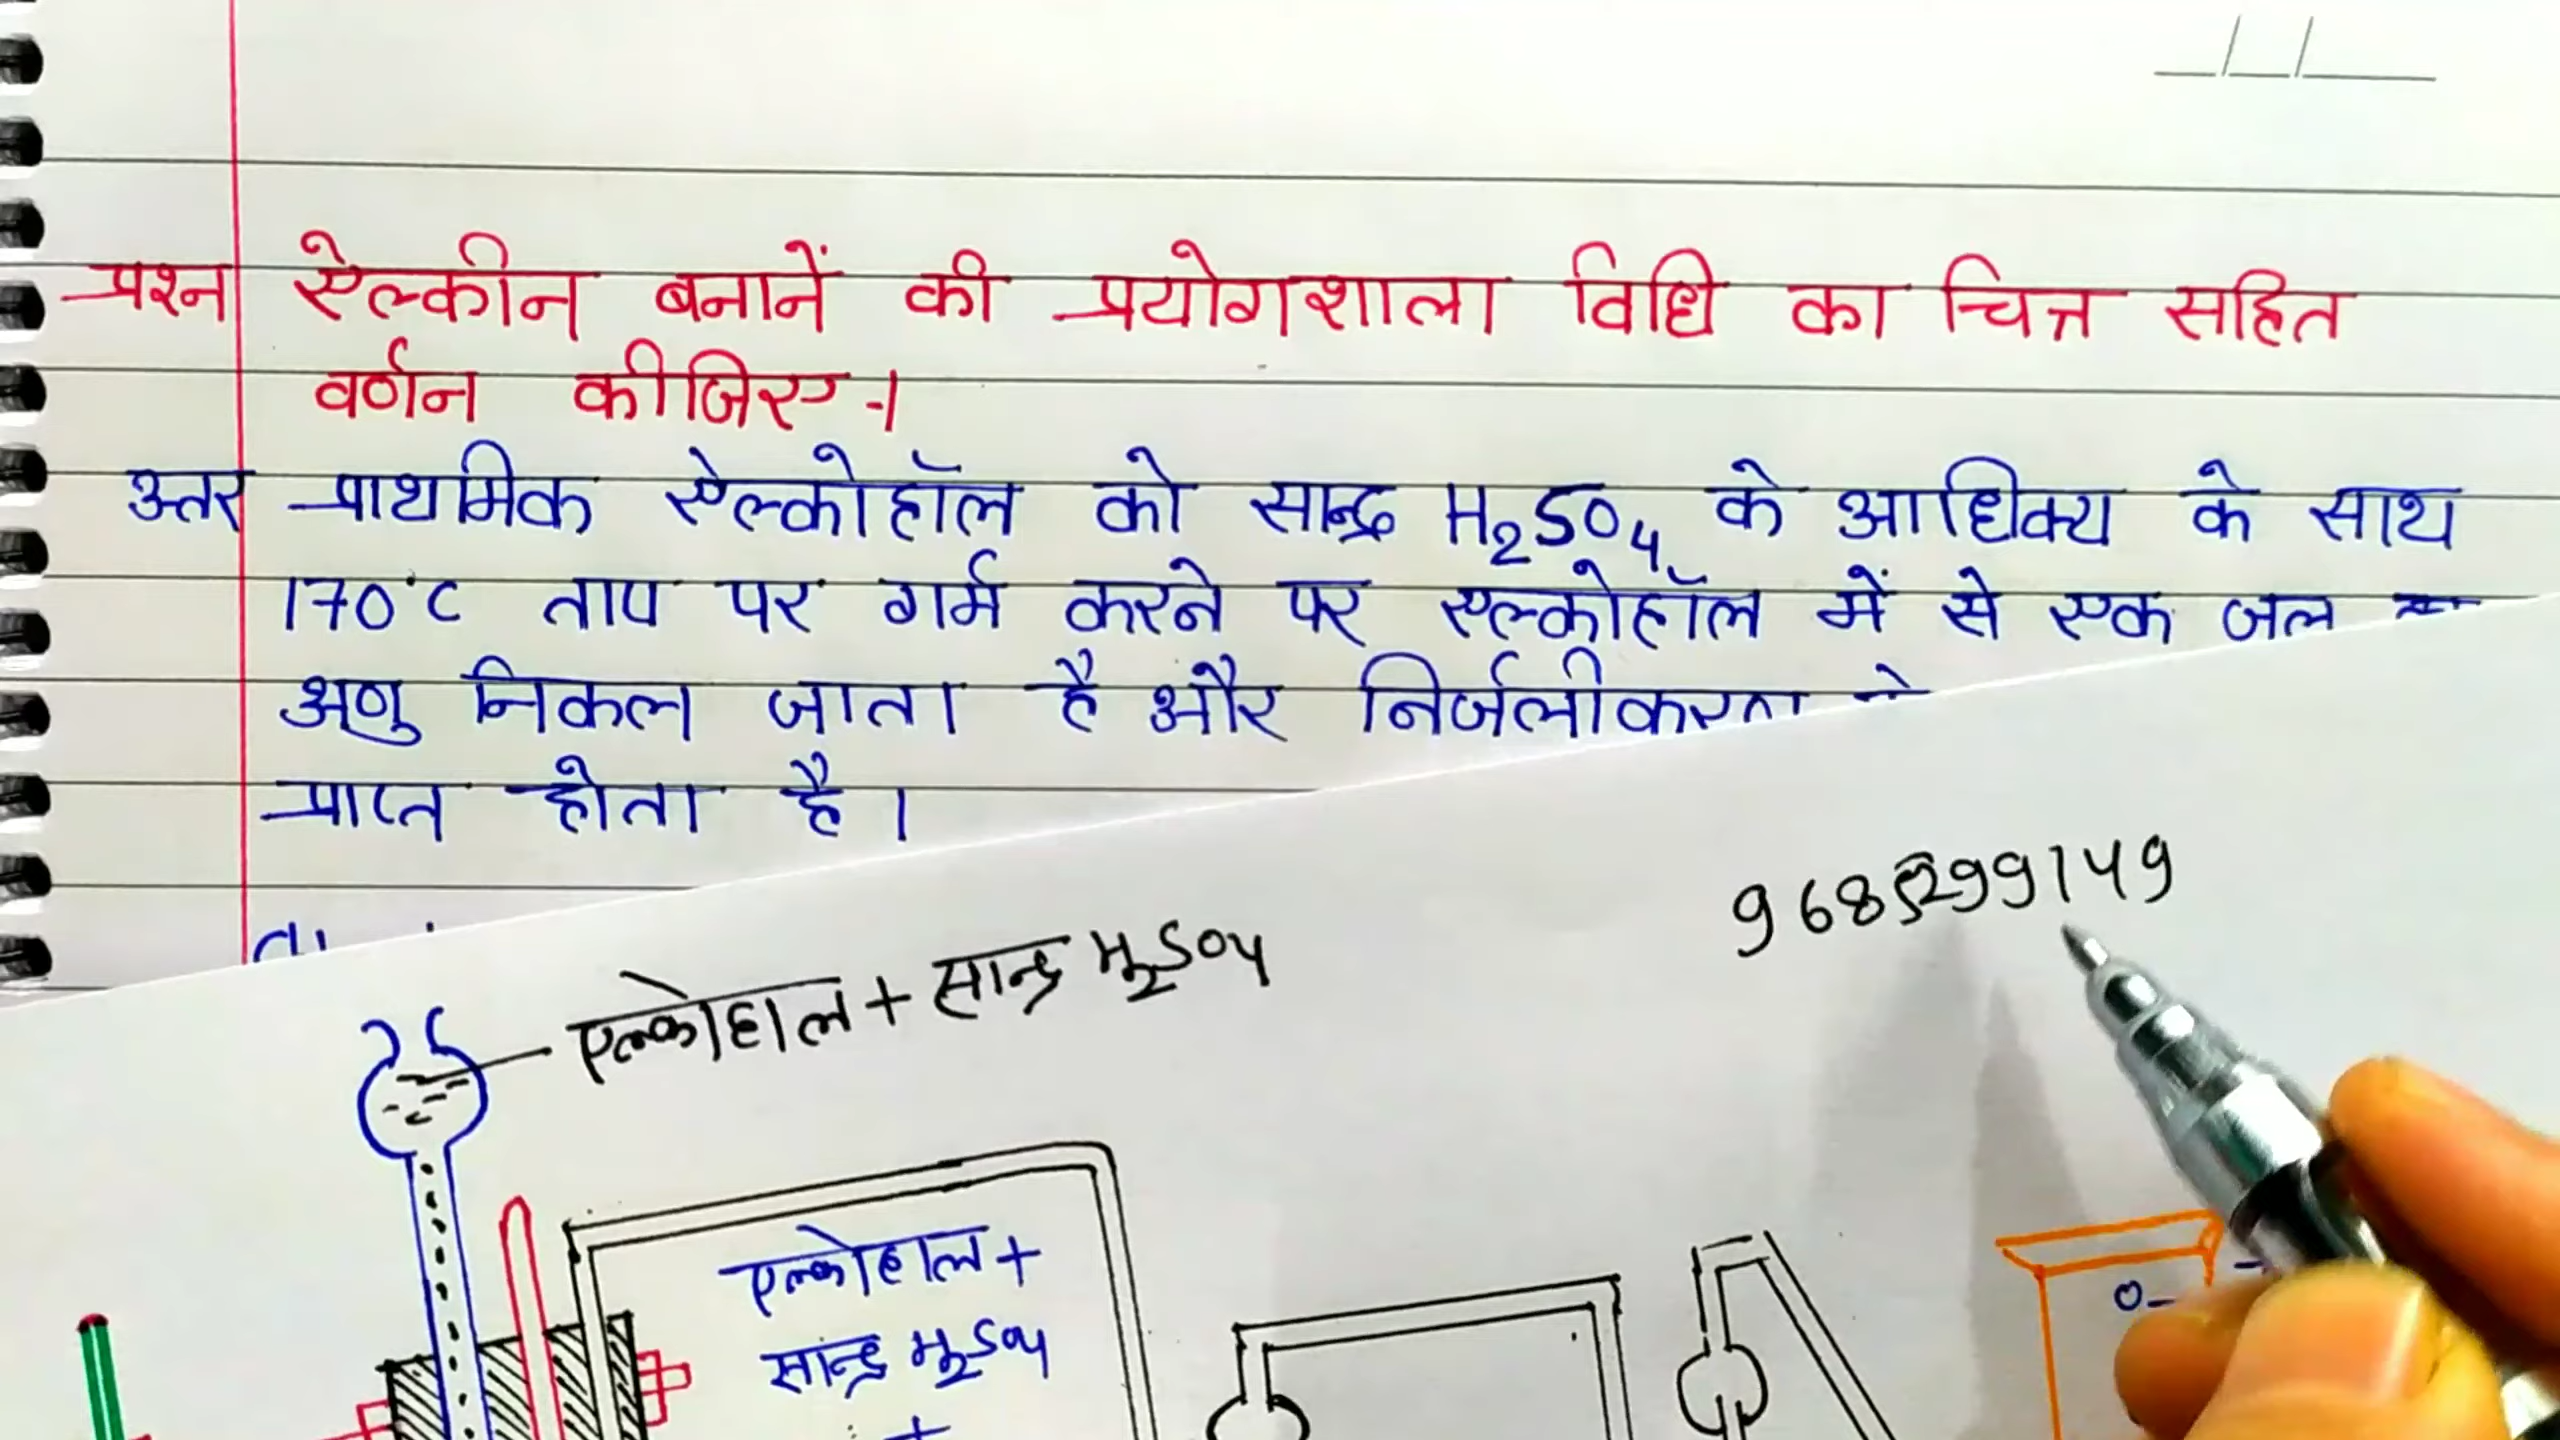 प्रश्न ऐल्कीन बनानें की प्रयोगशाला विधि का चित्र सहित
वर्णन कीजिए -।
उत्तर प्राथमिक ऐल्कोहॉल को सान्द्र H₂SO₄ के आधिक्य के साथ
170°C ताप पर गर्म करने पर एल्कोहॉल में से एक जल
अणु निकल जाता है और निर्जलीकरण से
प्राप्त होता है।
9685299149
एल्कोहाल + सान्द्र H₂SO₄
एल्कोहाल +
सान्द्र H₂SO₄
+